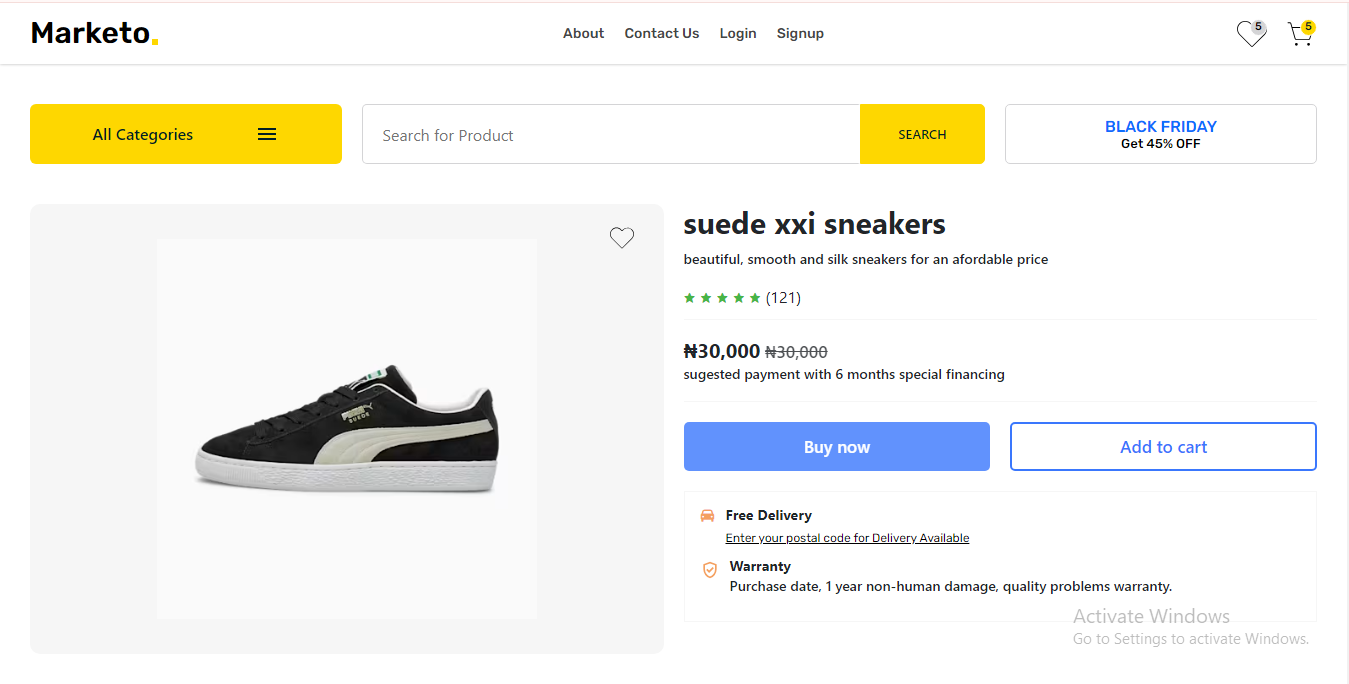 Marketo.
About Contact Us Login Signup
5 5
All Categories
Search for Product
SEARCH
BLACK FRIDAY
Get 45% OFF
suede xxi sneakers
beautiful, smooth and silk sneakers for an afordable price
(121)
₦30,000 ₦30,000
sugested payment with 6 months special financing
Buy now
Add to cart
Free Delivery
Enter your postal code for Delivery Available
Warranty
Purchase date, 1 year non-human damage, quality problems warranty.
PUMA
SUEDE
Activate Windows
Go to Settings to activate Windows.